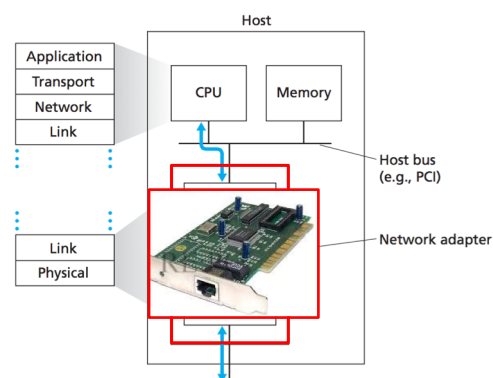 Host
Application
Transport
Network
Link
CPU
Memory
Host bus
(e.g., PCI)
Link
Physical
Network adapter